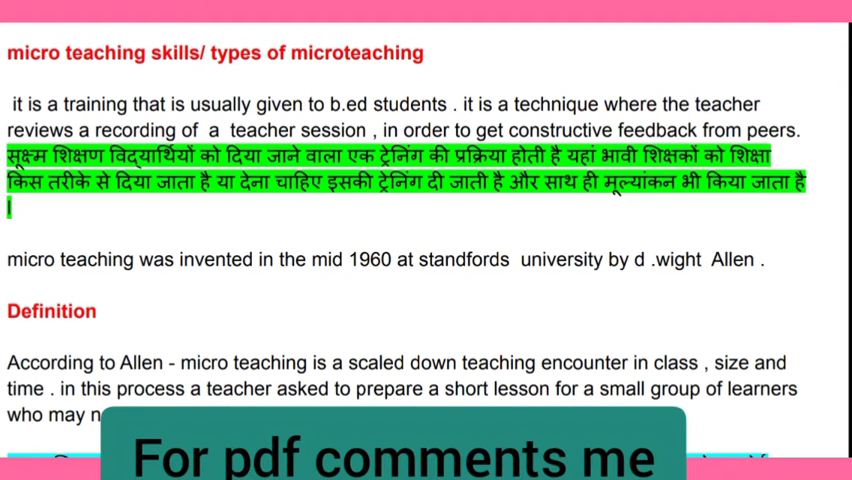 micro teaching skills/ types of microteaching
it is a training that is usually given to b.ed students . it is a technique where the teacher
reviews a recording of a teacher session , in order to get constructive feedback from peers.
सूक्ष्म शिक्षण विद्यार्थियों को दिया जाने वाला एक ट्रेनिंग की प्रक्रिया होती है यहां भावी शिक्षकों को शिक्षा
किस तरीके से दिया जाता है या देना चाहिए इसकी ट्रेनिंग दी जाती है और साथ ही मूल्यांकन भी किया जाता है
l
micro teaching was invented in the mid 1960 at standfords university by d .wight Allen .
Definition
According to Allen - micro teaching is a scaled down teaching encounter in class , size and
time . in this process a teacher asked to prepare a short lesson for a small group of learners
who may
For pdf comments me